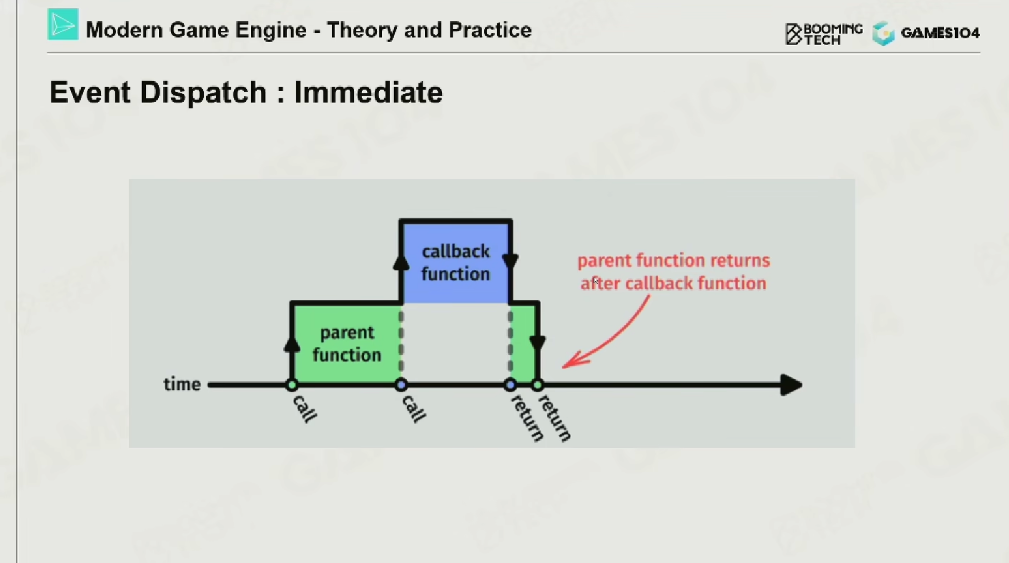 Modern Game Engine - Theory and Practice
BOOMING
TECH
GAMES104
Event Dispatch : Immediate
callback
function
parent function returns
after callback function
parent
function
time
call
call
return
return